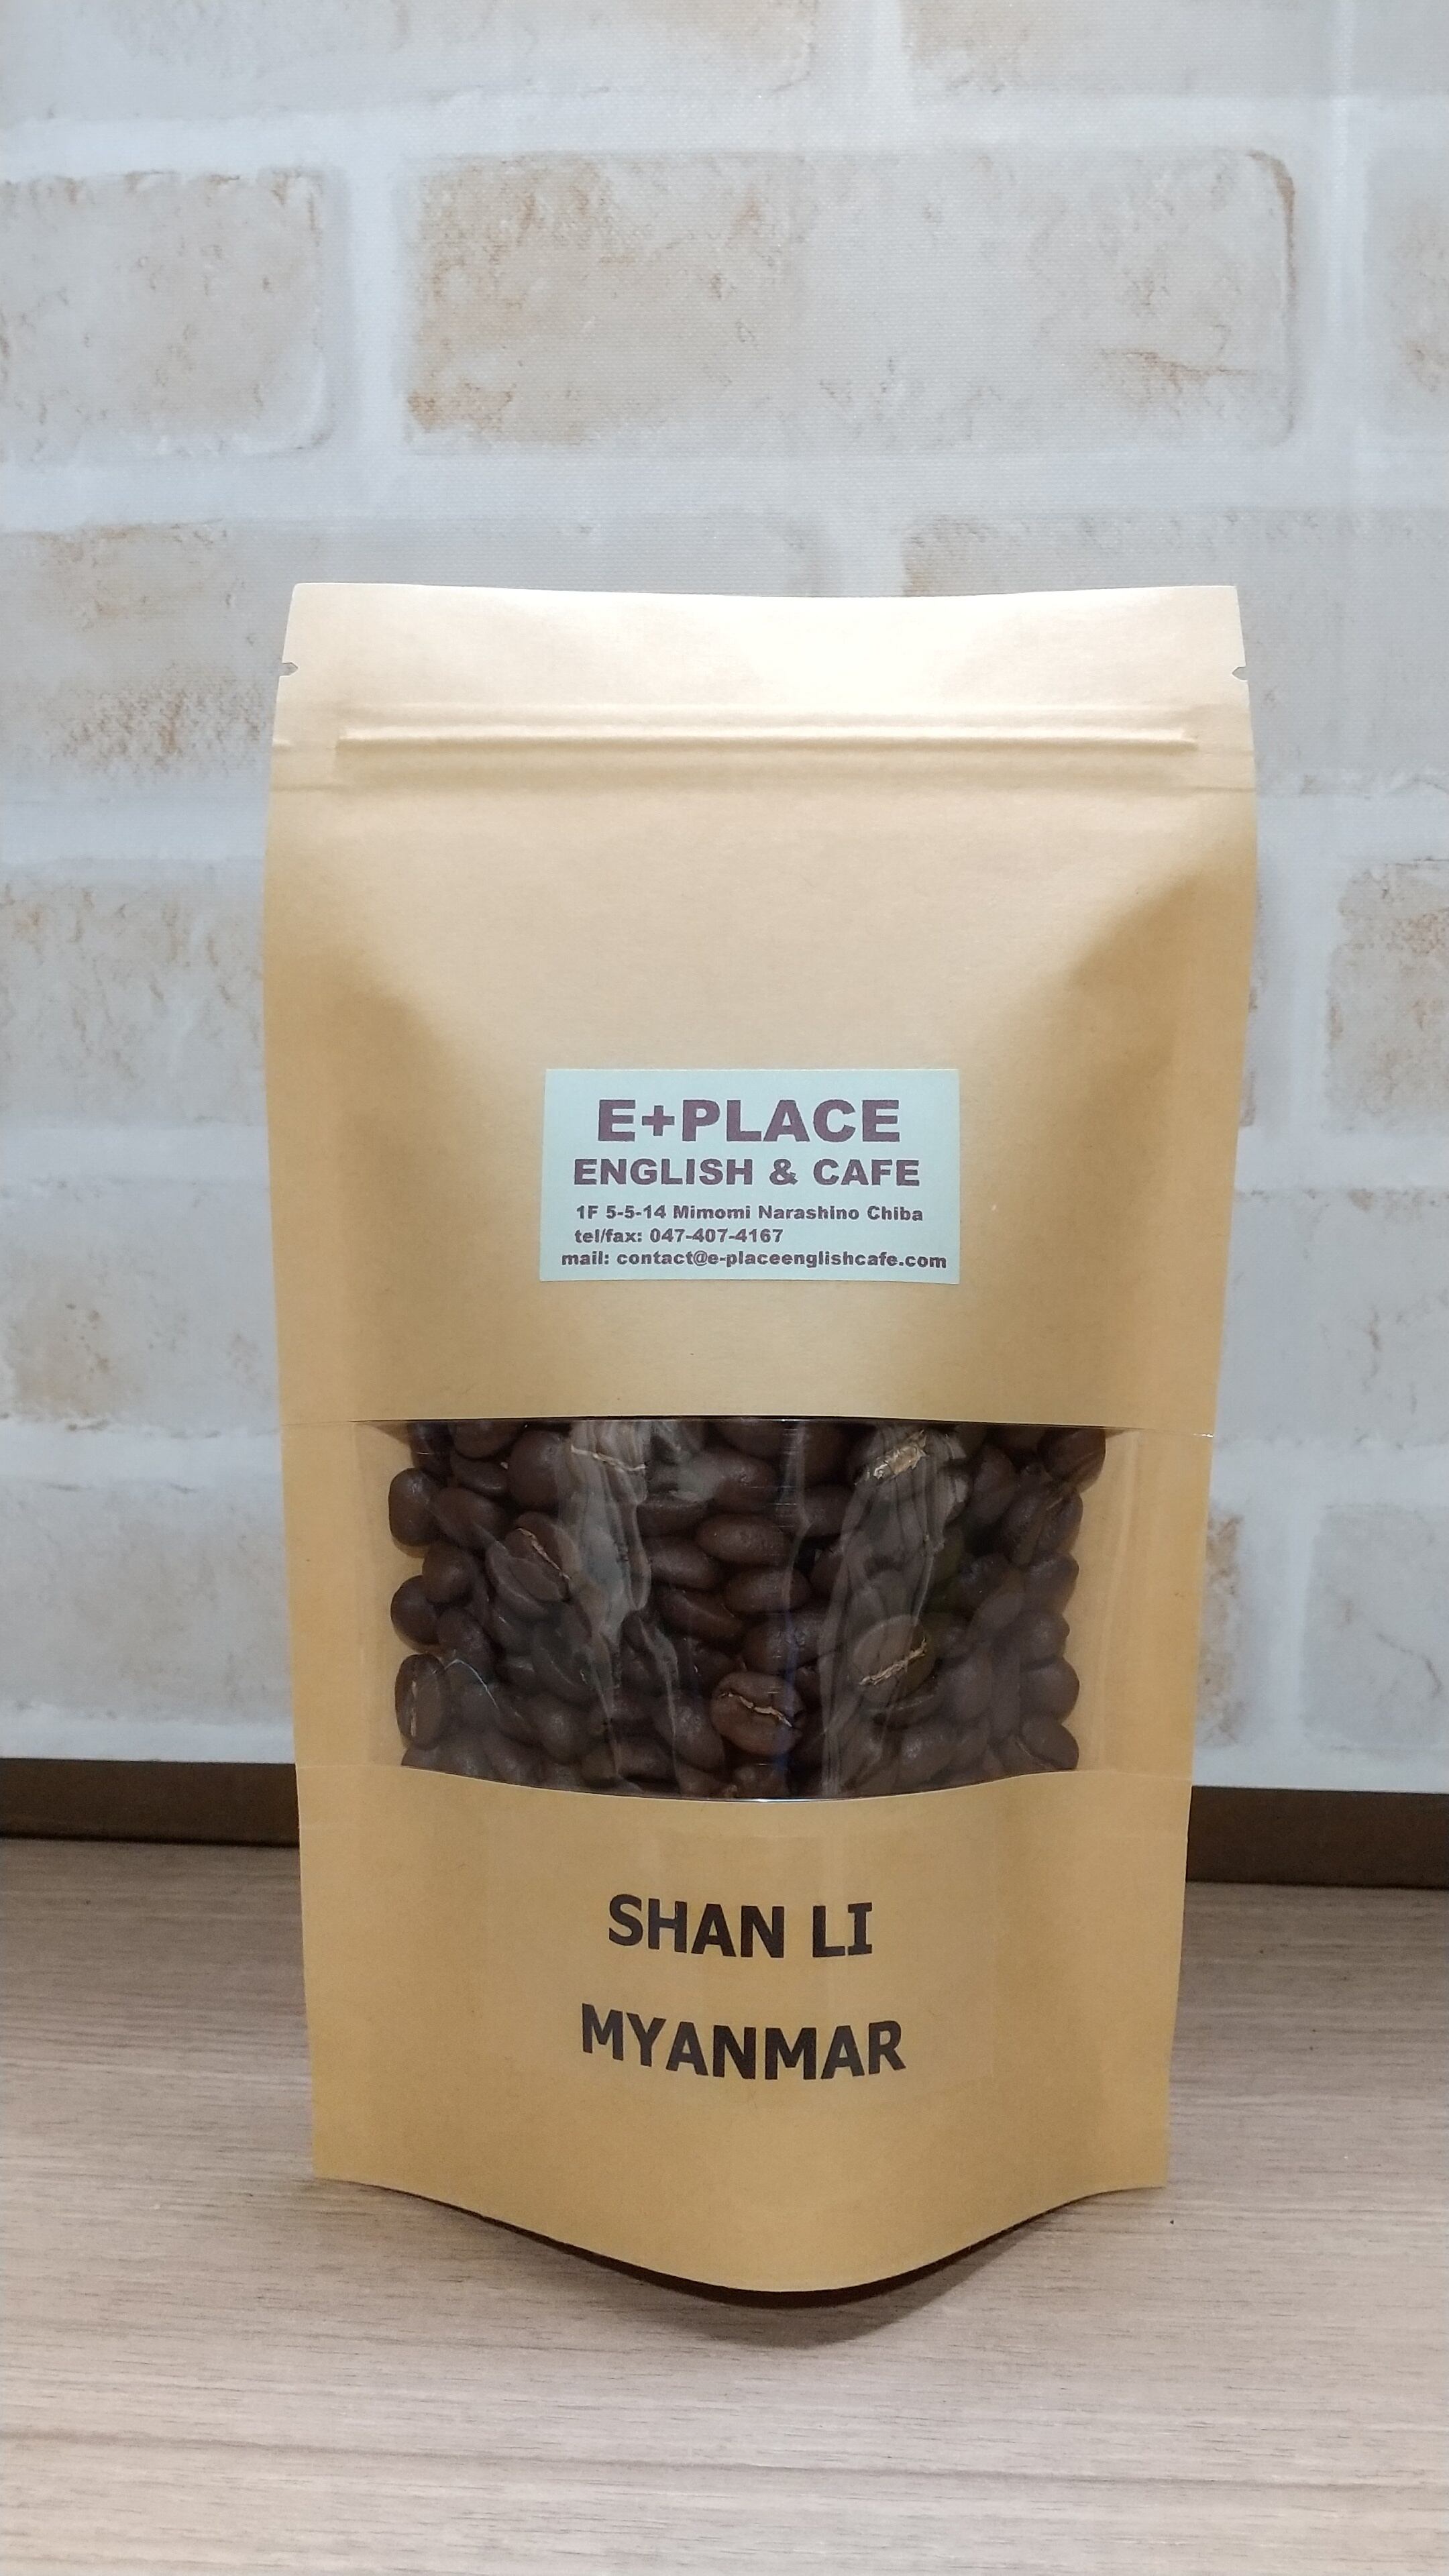 E+PLACE
ENGLISH & CAFE
1F 5-5-14 Mimomi Narashino Chiba
tel/fax: 047-407-4167
mail: contact@e-placeenglishcafe.com
SHAN LI
MYANMAR